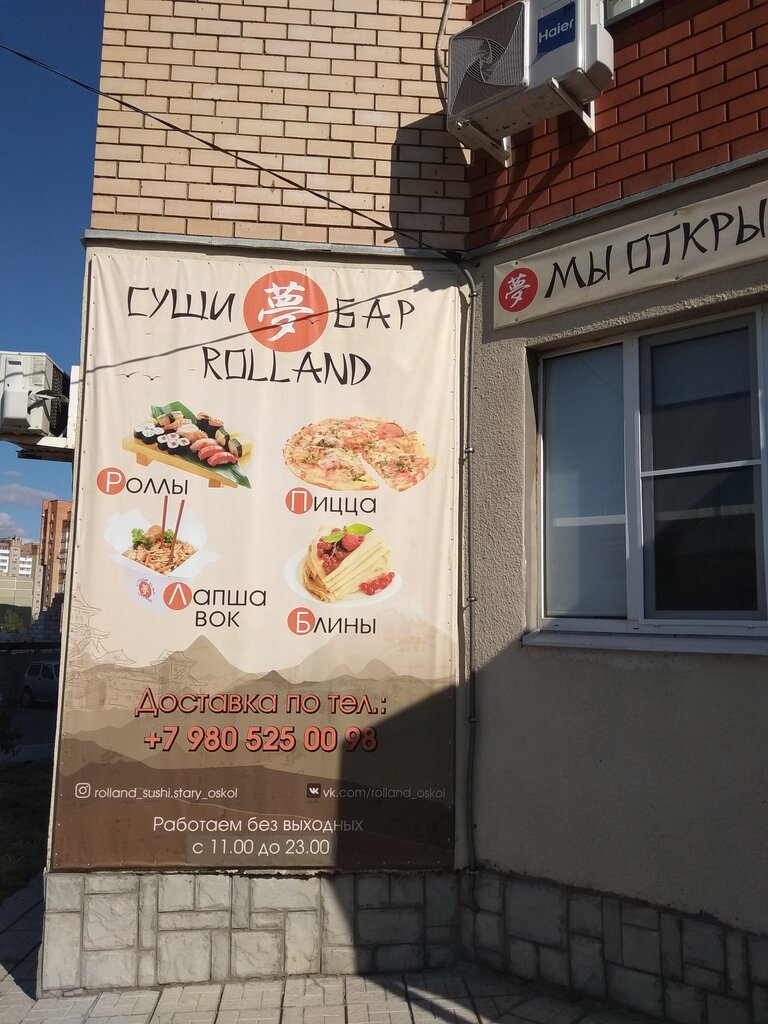 Haier
夢 МЫ ОТКРЫ
СУШИ 夢 БАР
ROLLAND
Роллы
Пицца
夢
Лапша
вок
Блины
Доставка по тел.:
+7 980 525 00 98
rolland_sushi.stary_oskol
vk.com/rolland_oskol
Работаем без выходных
с 11.00 до 23.00